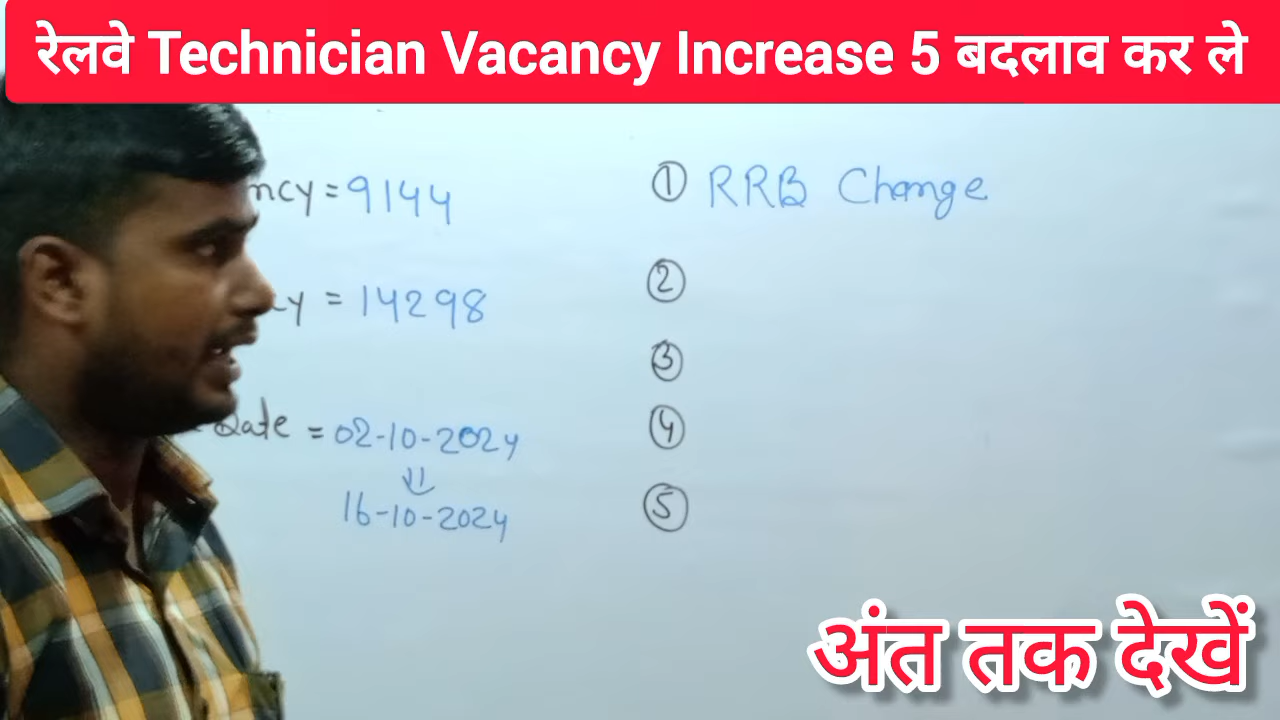 रेलवे Technician Vacancy Increase 5 बदलाव कर ले
ncy = 9144
y = 14298
Date = 02-10-2024
16-10-2024
① RRB Change
②
③
④
⑤
अंत तक देखें